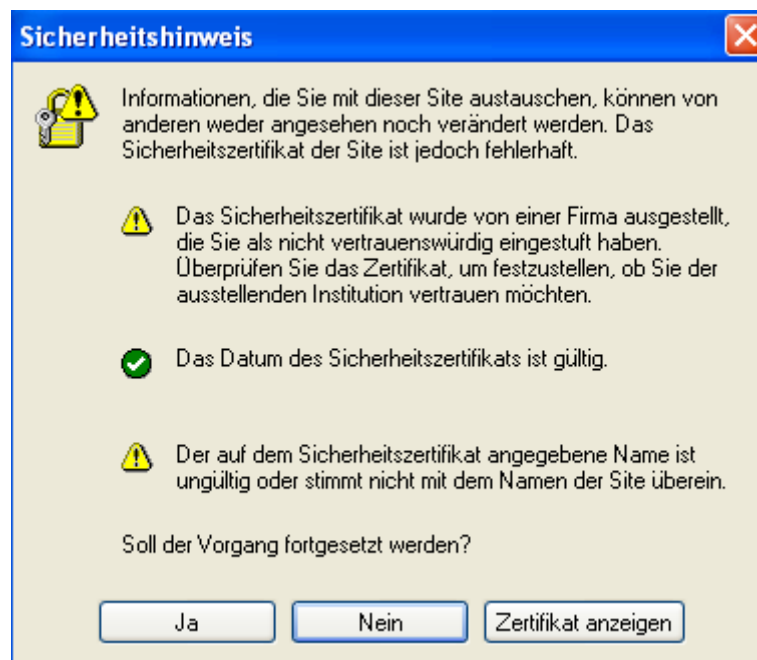 Sicherheitshinweis
Informationen, die Sie mit dieser Site austauschen, können von
anderen weder angesehen noch verändert werden. Das
Sicherheitszertifikat der Site ist jedoch fehlerhaft.
Das Sicherheitszertifikat wurde von einer Firma ausgestellt,
die Sie als nicht vertrauenswürdig eingestuft haben.
Überprüfen Sie das Zertifikat, um festzustellen, ob Sie der
ausstellenden Institution vertrauen möchten.
Das Datum des Sicherheitszertifikats ist gültig.
Der auf dem Sicherheitszertifikat angegebene Name ist
ungültig oder stimmt nicht mit dem Namen der Site überein.
Soll der Vorgang fortgesetzt werden?
Ja
Nein
Zertifikat anzeigen